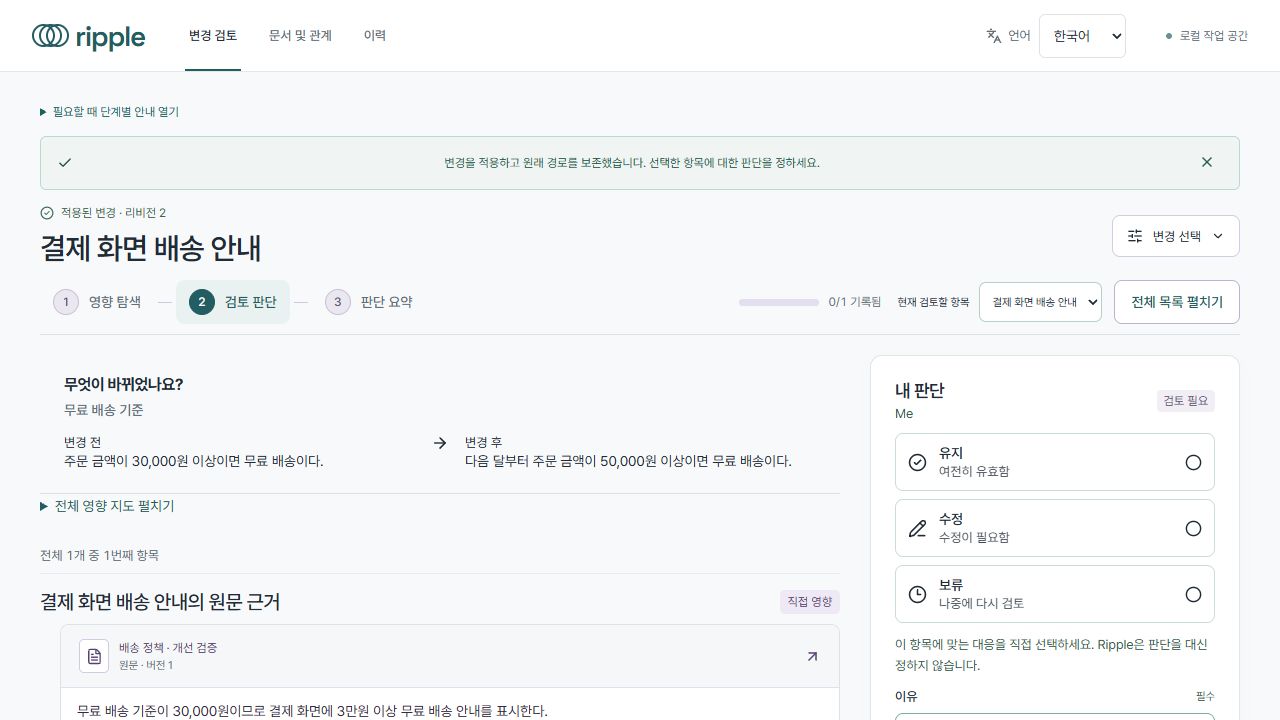 ripple
변경 검토
문서 및 관계
이력
언어
한국어
로컬 작업 공간
필요할 때 단계별 안내 열기
변경을 적용하고 원래 경로를 보존했습니다. 선택한 항목에 대한 판단을 정하세요.
적용된 변경 · 리비전 2
결제 화면 배송 안내
변경 선택
1 영향 탐색
2 검토 판단
3 판단 요약
0/1 기록됨
현재 검토할 항목
결제 화면 배송 안내
전체 목록 펼치기
무엇이 바뀌었나요?
무료 배송 기준
변경 전
주문 금액이 30,000원 이상이면 무료 배송이다.
변경 후
다음 달부터 주문 금액이 50,000원 이상이면 무료 배송이다.
전체 영향 지도 펼치기
전체 1개 중 1번째 항목
결제 화면 배송 안내의 원문 근거
직접 영향
배송 정책 · 개선 검증
원문 · 버전 1
무료 배송 기준이 30,000원이므로 결제 화면에 3만원 이상 무료 배송 안내를 표시한다.
내 판단
Me
검토 필요
유지
여전히 유효함
수정
수정이 필요함
보류
나중에 다시 검토
이 항목에 맞는 대응을 직접 선택하세요. Ripple은 판단을 대신
정하지 않습니다.
이유
필수